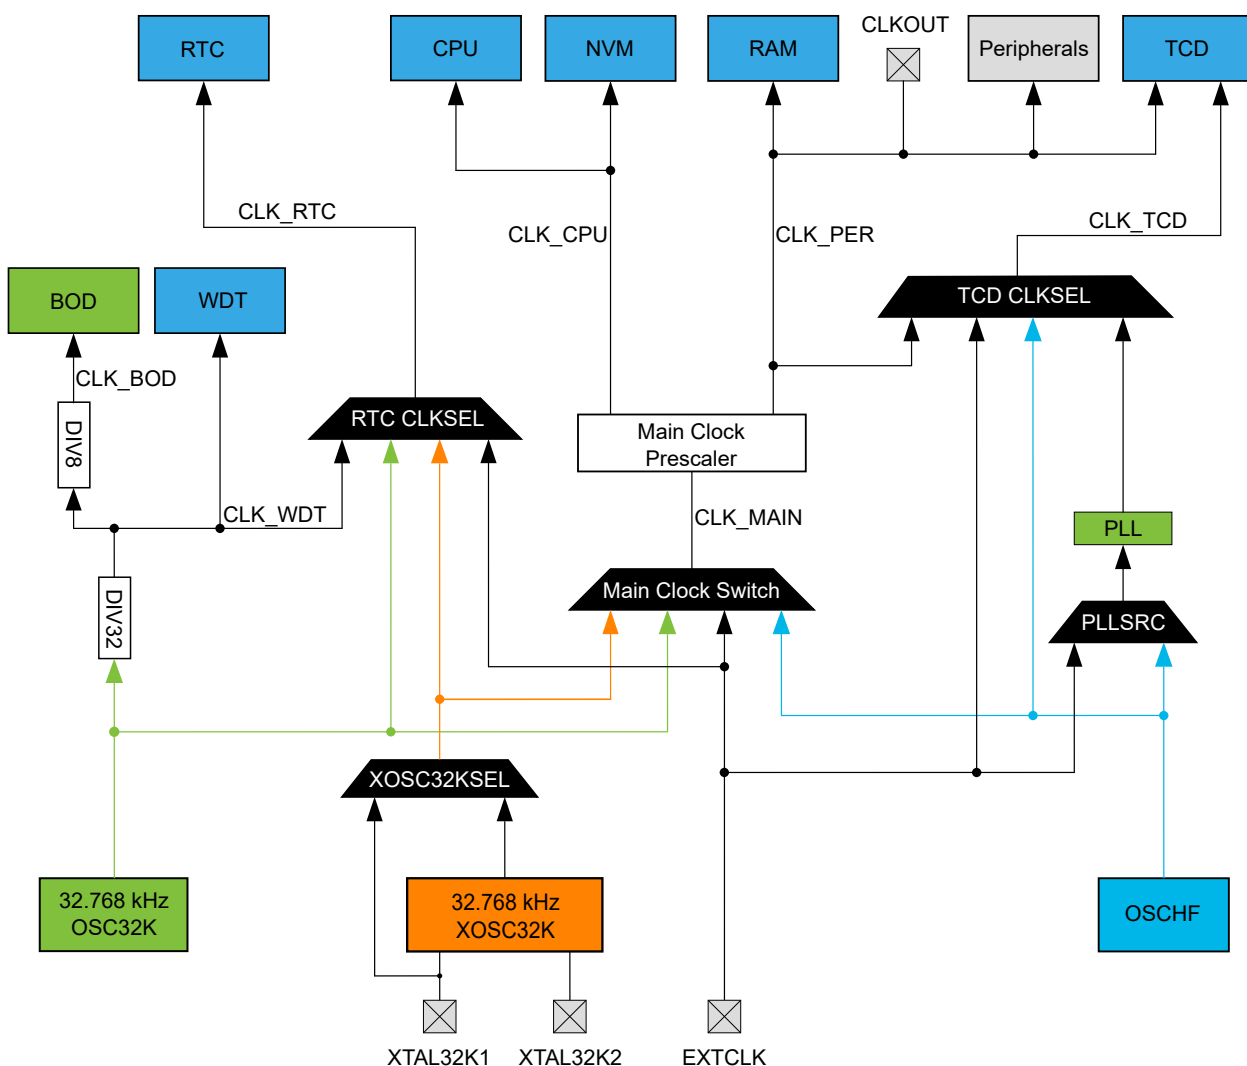 CLKOUT
RTC
CPU
NVM
RAM
Peripherals
TCD
CLK_RTC
CLK_CPU
CLK_PER
CLK_TCD
BOD
WDT
TCD CLKSEL
CLK_BOD
RTC CLKSEL
DIV8
Main Clock
Prescaler
CLK_WDT
CLK_MAIN
PLL
DIV32
Main Clock Switch
PLLSRC
XOSC32KSEL
32.768 kHz
OSC32K
32.768 kHz
XOSC32K
OSCHF
XTAL32K1
XTAL32K2
EXTCLK